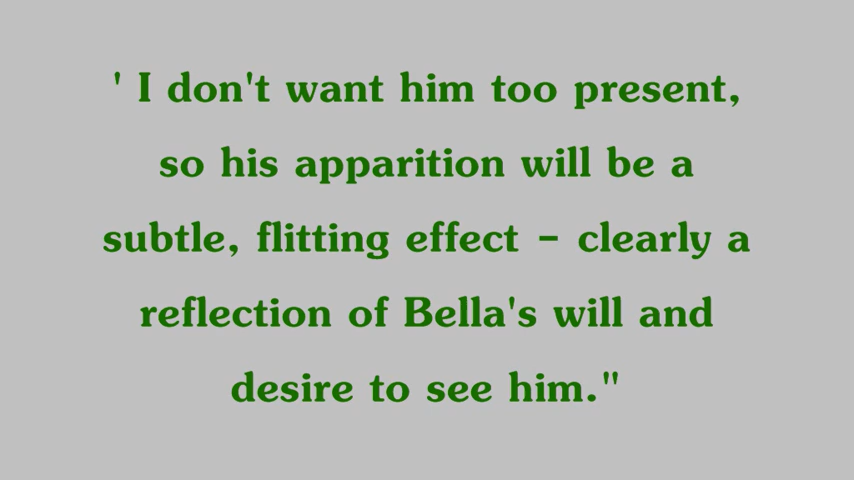 ' I don't want him too present,
so his apparition will be a
subtle, flitting effect - clearly a
reflection of Bella's will and
desire to see him."